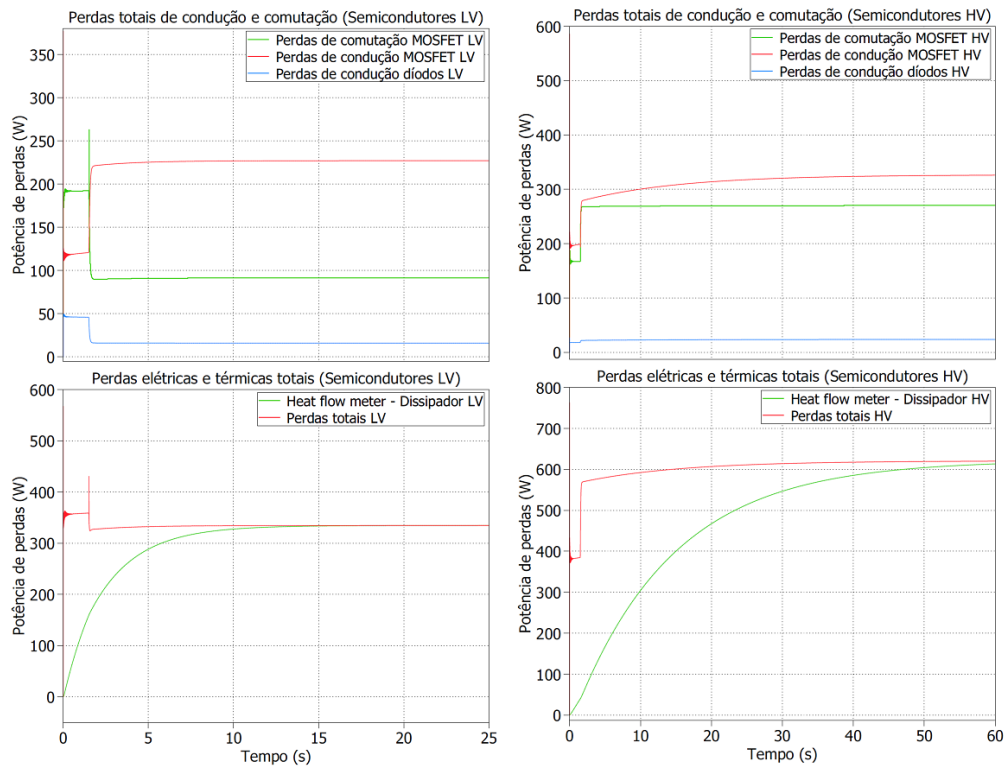 Perdas totais de condução e comutação (Semicondutores LV)
Potência de perdas (W)
350
300
250
200
150
100
50
0
Perdas de comutação MOSFET LV
Perdas de condução MOSFET LV
Perdas de condução díodos LV
Perdas totais de condução e comutação (Semicondutores HV)
Potência de perdas (W)
600
500
400
300
200
100
0
Perdas de comutação MOSFET HV
Perdas de condução MOSFET HV
Perdas de condução díodos HV
Perdas elétricas e térmicas totais (Semicondutores LV)
Potência de perdas (W)
600
500
400
300
200
100
0
Heat flow meter - Dissipador LV
Perdas totais LV
0 5 10 15 20 25
Tempo (s)
Perdas elétricas e térmicas totais (Semicondutores HV)
Potência de perdas (W)
800
700
600
500
400
300
200
100
0
Heat flow meter - Dissipador HV
Perdas totais HV
0 10 20 30 40 50 60
Tempo (s)